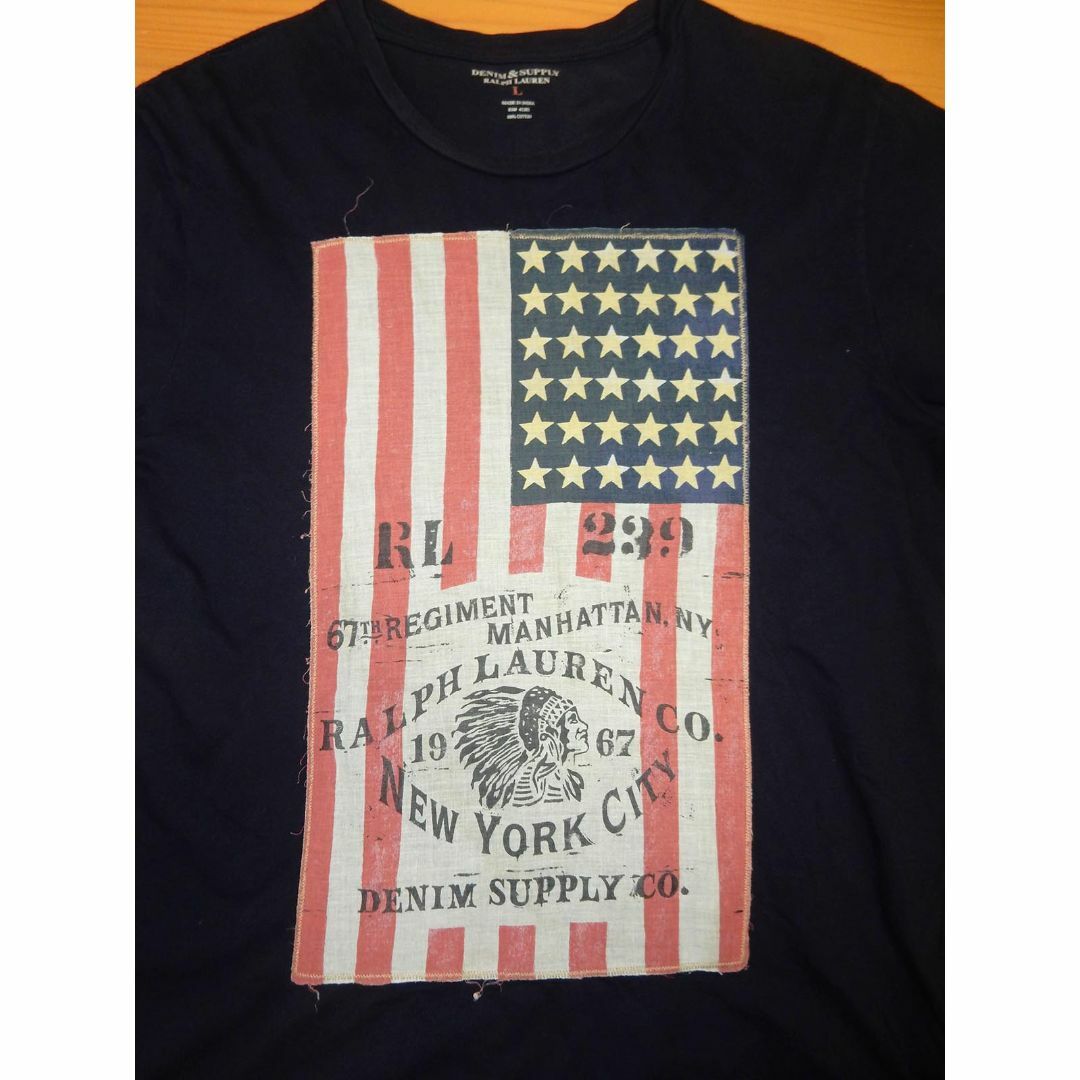 DENIM & SUPPLY
RALPH LAUREN
L
RL 239
67TH REGIMENT
MANHATTAN, NY
RALPH LAUREN CO.
19 67
NEW YORK CITY
DENIM SUPPLY CO.